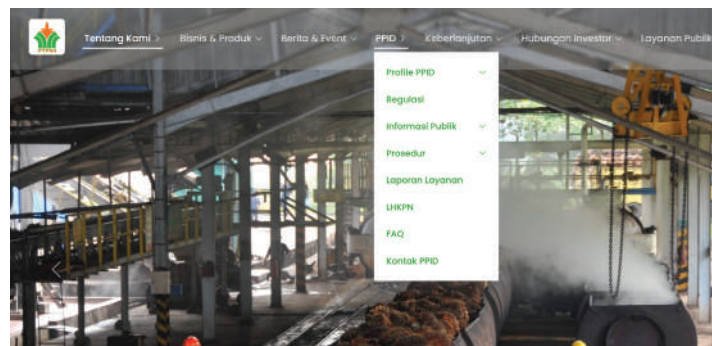 Tentang Kami Bisnis & Produk Berita & Event PPID Keberlanjutan Hubungan Investor Layanan Publik
Profile PPID
Regulasi
Informasi Publik
Prosedur
Laporan Layanan
LHKPN
FAQ
Kontak PPID